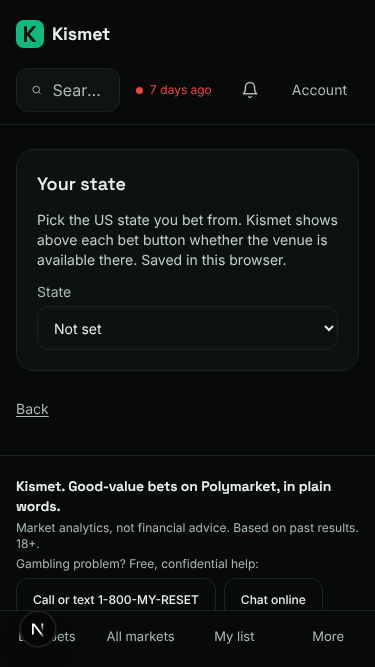 Kismet
Sear...
7 days ago
Account
Your state
Pick the US state you bet from. Kismet shows
above each bet button whether the venue is
available there. Saved in this browser.
State
Not set
Back
Kismet. Good-value bets on Polymarket, in plain
words.
Market analytics, not financial advice. Based on past results.
18+.
Gambling problem? Free, confidential help:
Call or text 1-800-MY-RESET
Chat online
bets
All markets
My list
More